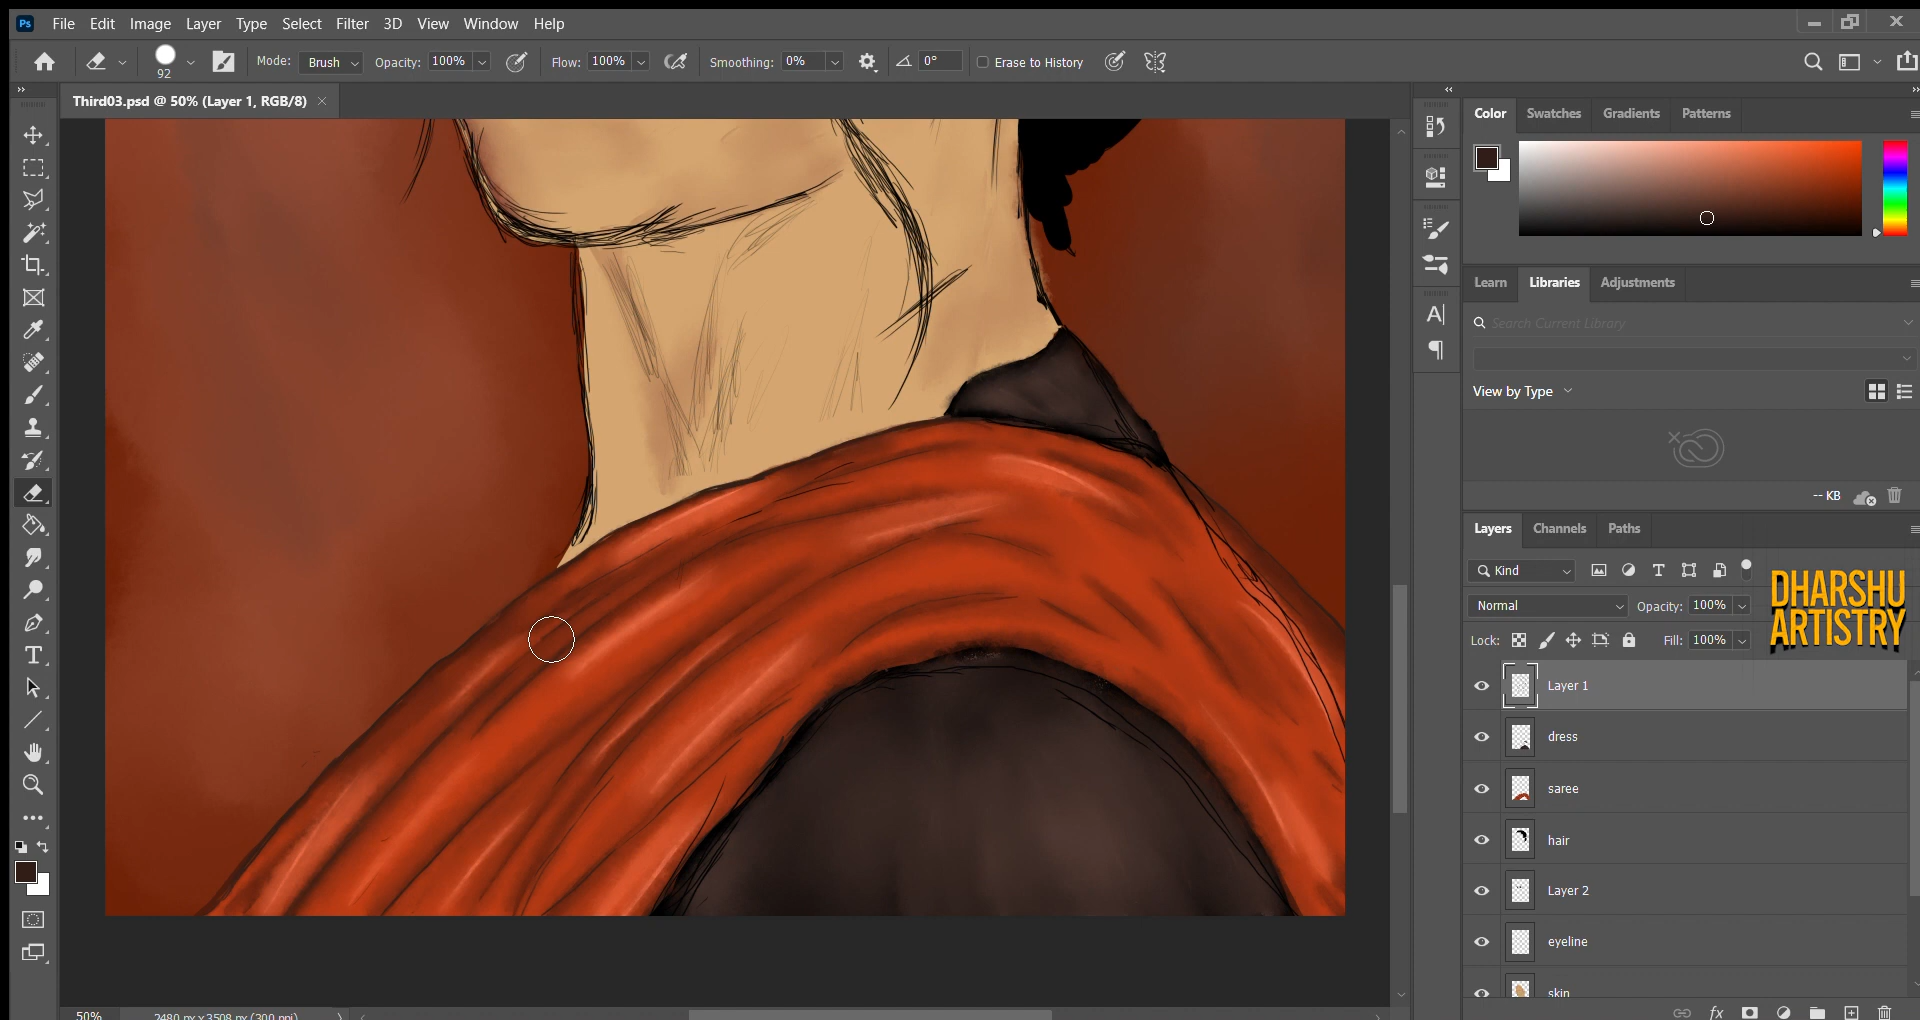 Ps File Edit Image Layer Type Select Filter 3D View Window Help
92 Mode: Brush Opacity: 100% Flow: 100% Smoothing: 0% 0° Erase to History
Third03.psd @ 50% (Layer 1, RGB/8)
Color Swatches Gradients Patterns
Learn Libraries Adjustments
Search Current Library
View by Type
-- KB
Layers Channels Paths
Kind
Normal Opacity: 100%
Lock: Fill: 100%
DHARSHU
ARTISTRY
Layer 1
dress
saree
hair
Layer 2
eyeline
skin
fx
50% 2480 px x 3508 px (300 ppi)